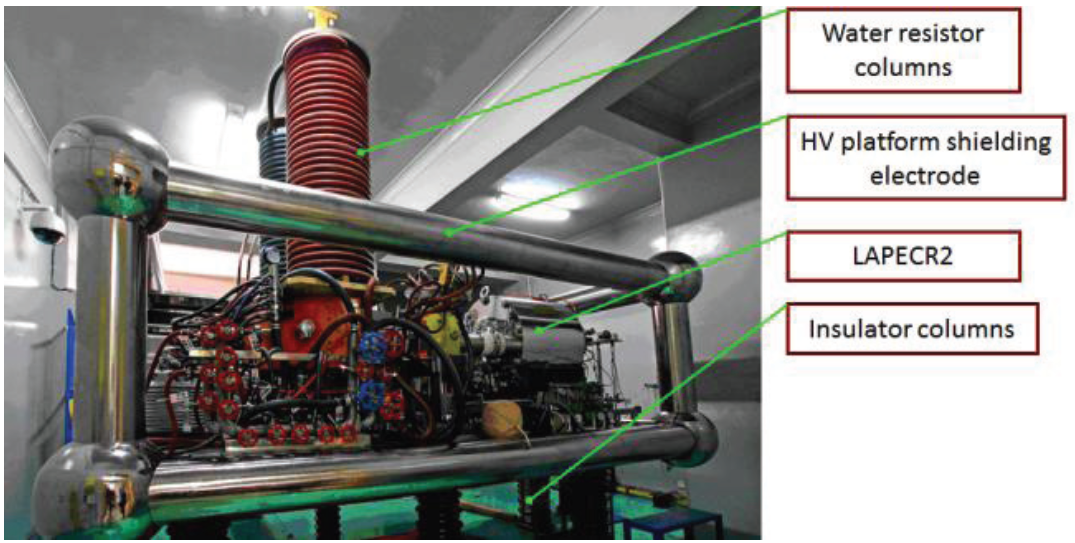 Water resistor
columns
HV platform shielding
electrode
LAPECR2
Insulator columns